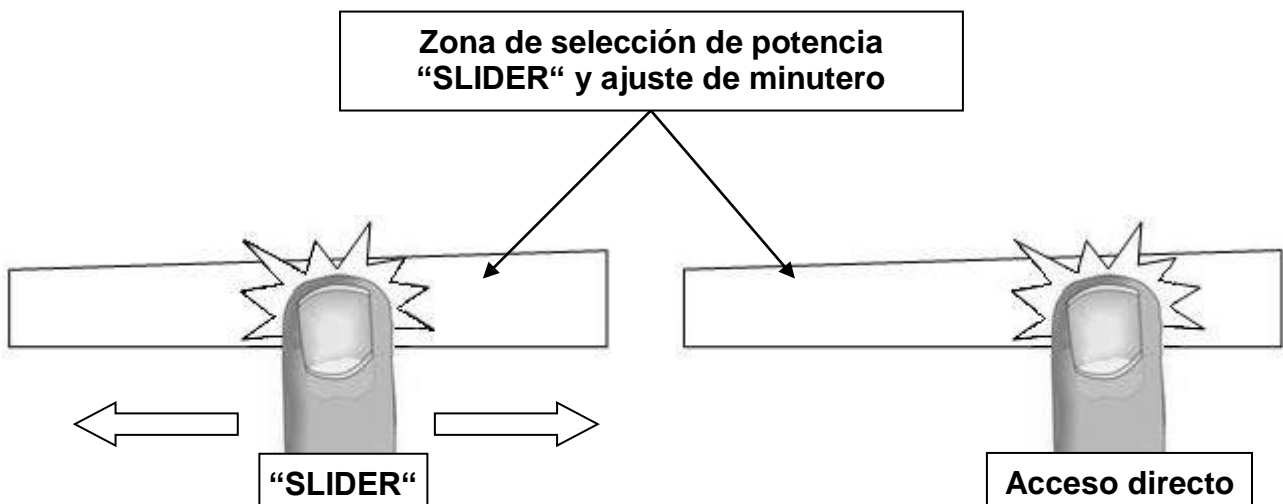 Zona de selección de potencia
“SLIDER“ y ajuste de minutero
“SLIDER“
Acceso directo